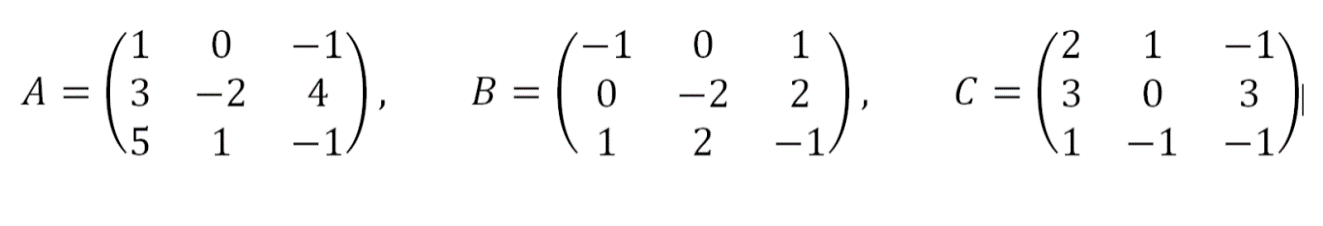 A = (1 0 −1
3 −2 4
5 1 −1), B = (−1 0 1
0 −2 2
1 2 −1), C = (2 1 −1
3 0 3
1 −1 −1)